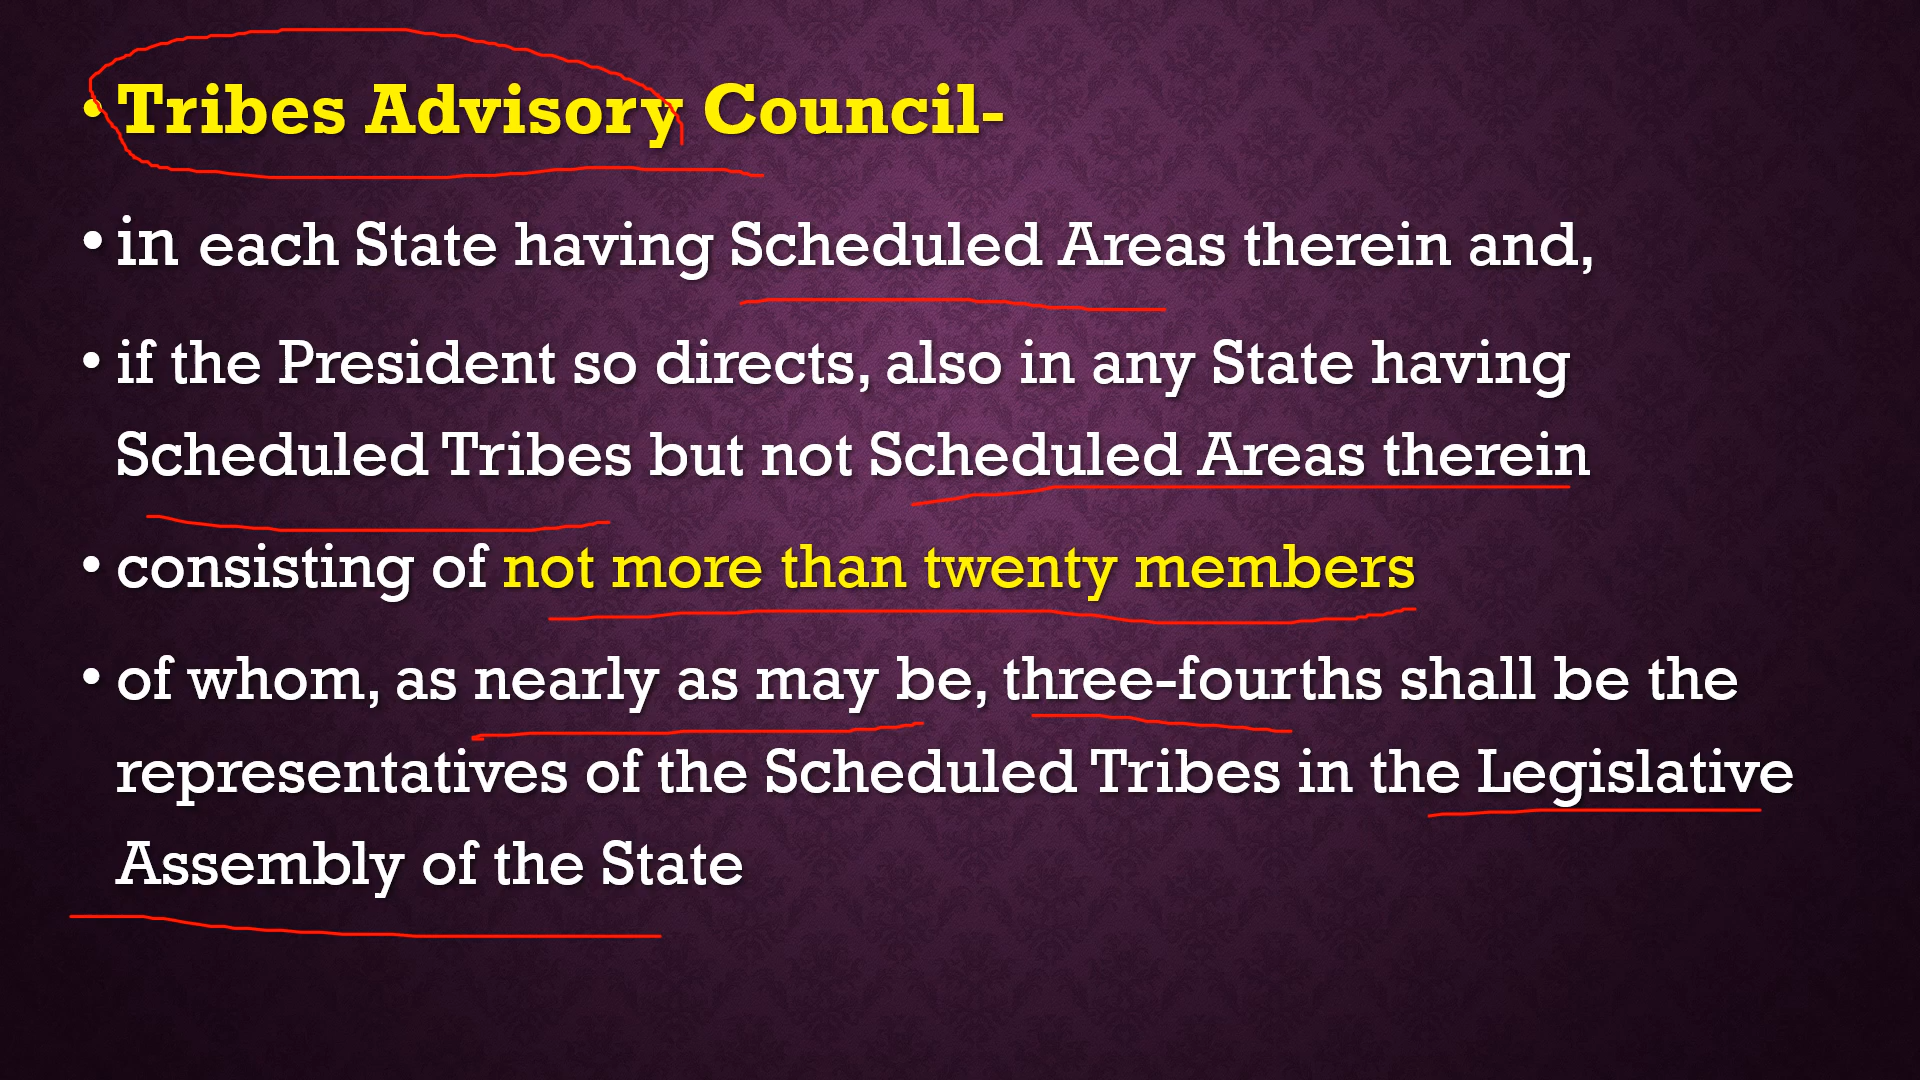 • Tribes Advisory Council-
• in each State having Scheduled Areas therein and,
• if the President so directs, also in any State having
Scheduled Tribes but not Scheduled Areas therein
• consisting of not more than twenty members
• of whom, as nearly as may be, three-fourths shall be the
representatives of the Scheduled Tribes in the Legislative
Assembly of the State